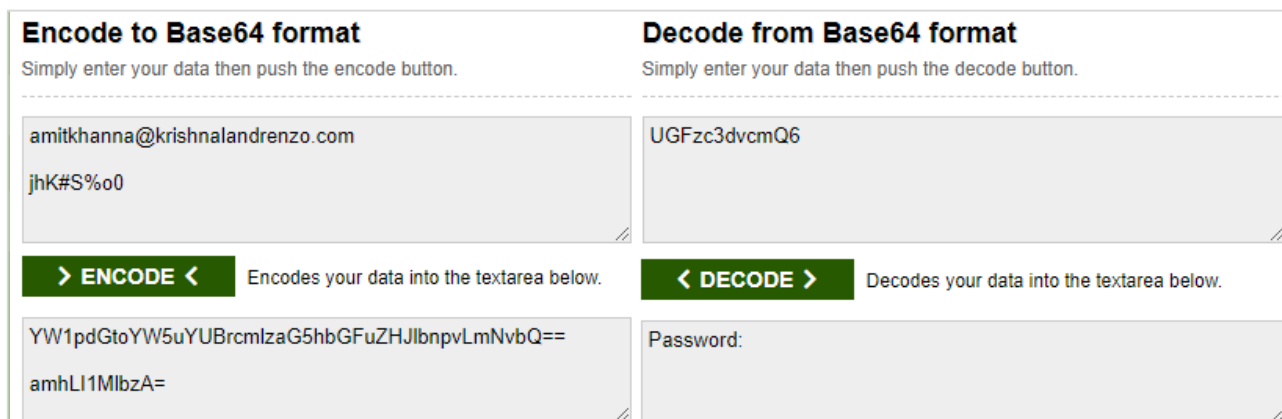 Encode to Base64 format
Simply enter your data then push the encode button.
amitkhanna@krishnalandrenzo.com
jhK#S%o0
> ENCODE < Encodes your data into the textarea below.
YW1pdGtoYW5uYUBrcmlzaG5hbGFuZHJlbnpvLmNvbQ==
amhLI1MlbzA=
Decode from Base64 format
Simply enter your data then push the decode button.
UGFzc3dvcmQ6
< DECODE > Decodes your data into the textarea below.
Password: